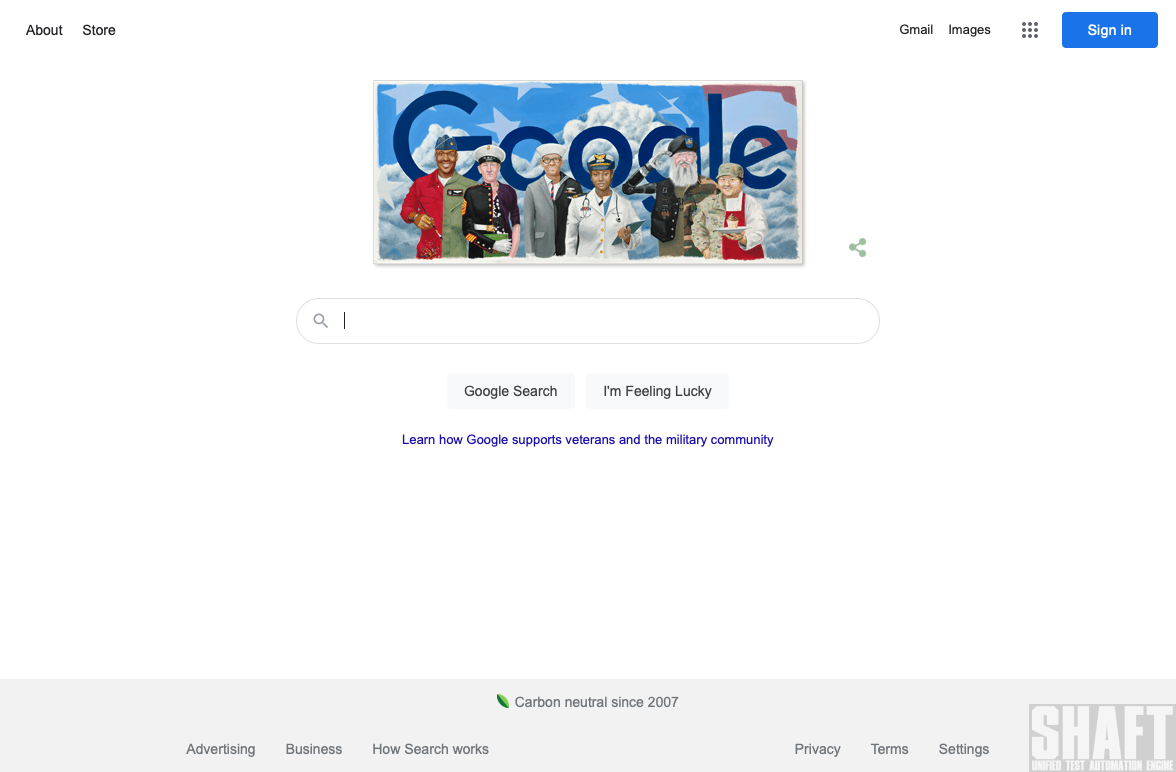 About Store
Gmail Images
Sign in
Google
Google Search
I'm Feeling Lucky
Learn how Google supports veterans and the military community
Carbon neutral since 2007
Advertising Business How Search works
Privacy Terms Settings
SHAFT
UNIFIED TEST AUTOMATION ENGINE